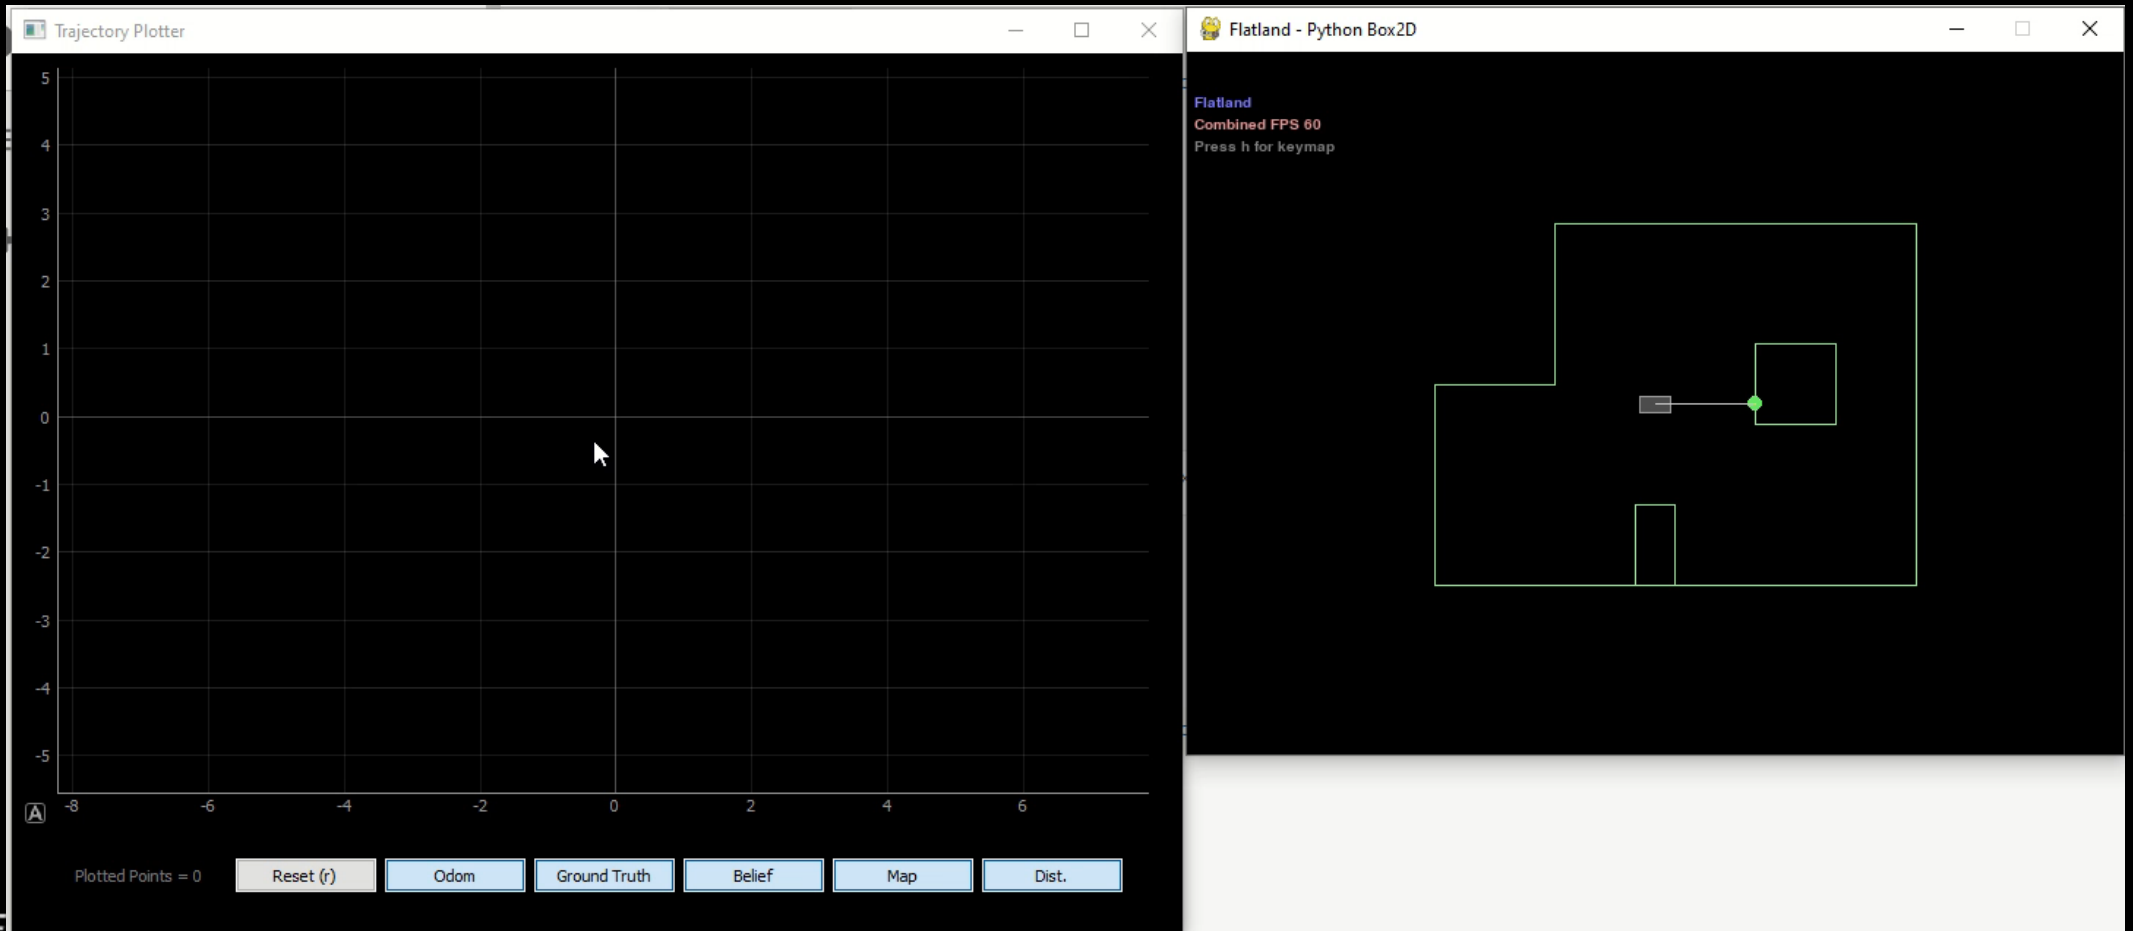 Trajectory Plotter
5
4
3
2
1
0
-1
-2
-3
-4
-5
-8 -6 -4 -2 0 2 4 6
A
Plotted Points = 0 Reset (r) Odom Ground Truth Belief Map Dist.
Flatland - Python Box2D
Flatland
Combined FPS 60
Press h for keymap